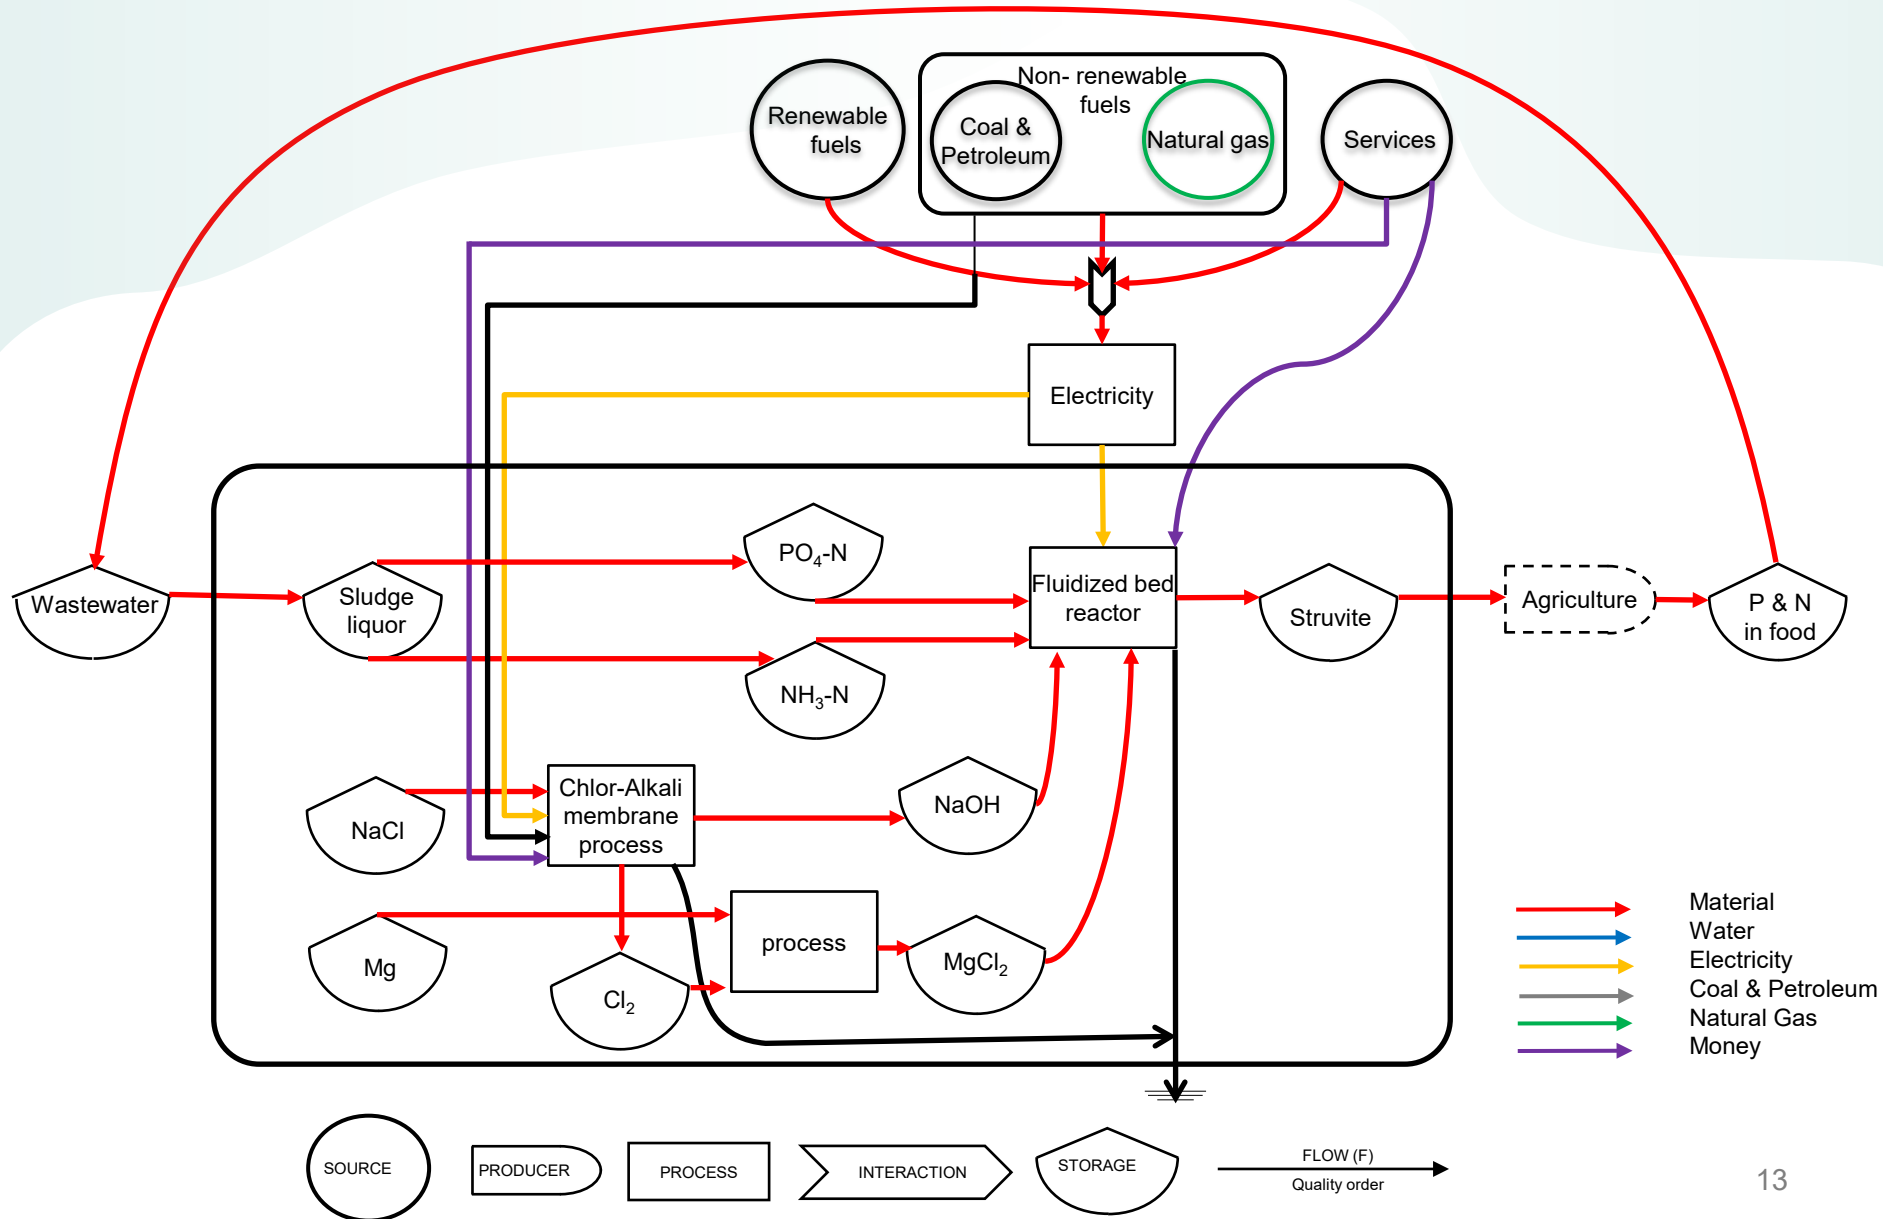 Non- renewable
fuels
Renewable
fuels
Coal &
Petroleum
Natural gas
Services
Electricity
PO₄-N
Wastewater
Sludge
liquor
Fluidized bed
reactor
Struvite
Agriculture
P & N
in food
NH₃-N
Chlor-Alkali
membrane
process
NaCl
NaOH
Mg
process
MgCl₂
Cl₂
Material
Water
Electricity
Coal & Petroleum
Natural Gas
Money
SOURCE
PRODUCER
PROCESS
INTERACTION
STORAGE
FLOW (F)
Quality order
13